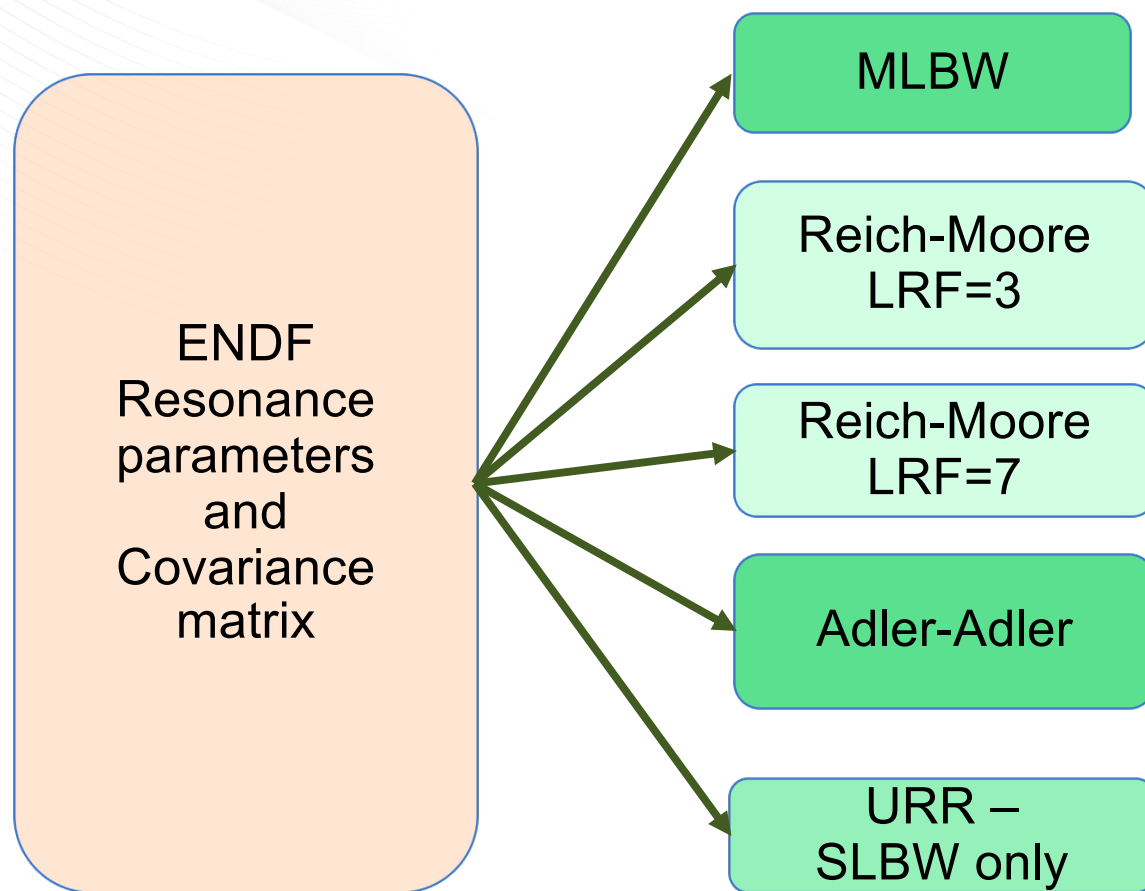 ENDF
Resonance
parameters
and
Covariance
matrix
MLBW
Reich-Moore
LRF=3
Reich-Moore
LRF=7
Adler-Adler
URR –
SLBW only